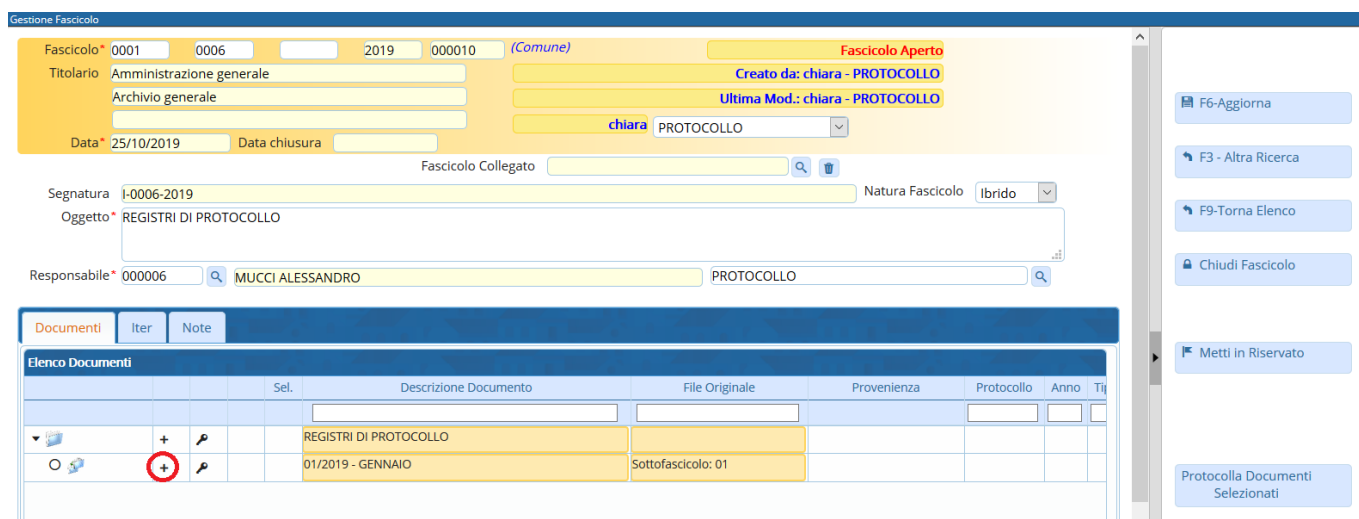 Gestione Fascicolo
Fascicolo* 0001 0006 2019 000010 (Comune) Fascicolo Aperto
Titolario Amministrazione generale Creato da: chiara - PROTOCOLLO
Archivio generale Ultima Mod.: chiara - PROTOCOLLO
chiara PROTOCOLLO
Data* 25/10/2019 Data chiusura
Fascicolo Collegato
Segnatura I-0006-2019 Natura Fascicolo Ibrido
Oggetto* REGISTRI DI PROTOCOLLO
Responsabile* 000006 MUCCI ALESSANDRO PROTOCOLLO
Documenti Iter Note
Elenco Documenti
Sel. Descrizione Documento File Originale Provenienza Protocollo Anno Tip
REGISTRI DI PROTOCOLLO
01/2019 - GENNAIO Sottofascicolo: 01
F6-Aggiorna
F3 - Altra Ricerca
F9-Torna Elenco
Chiudi Fascicolo
Metti in Riservato
Protocolla Documenti
Selezionati